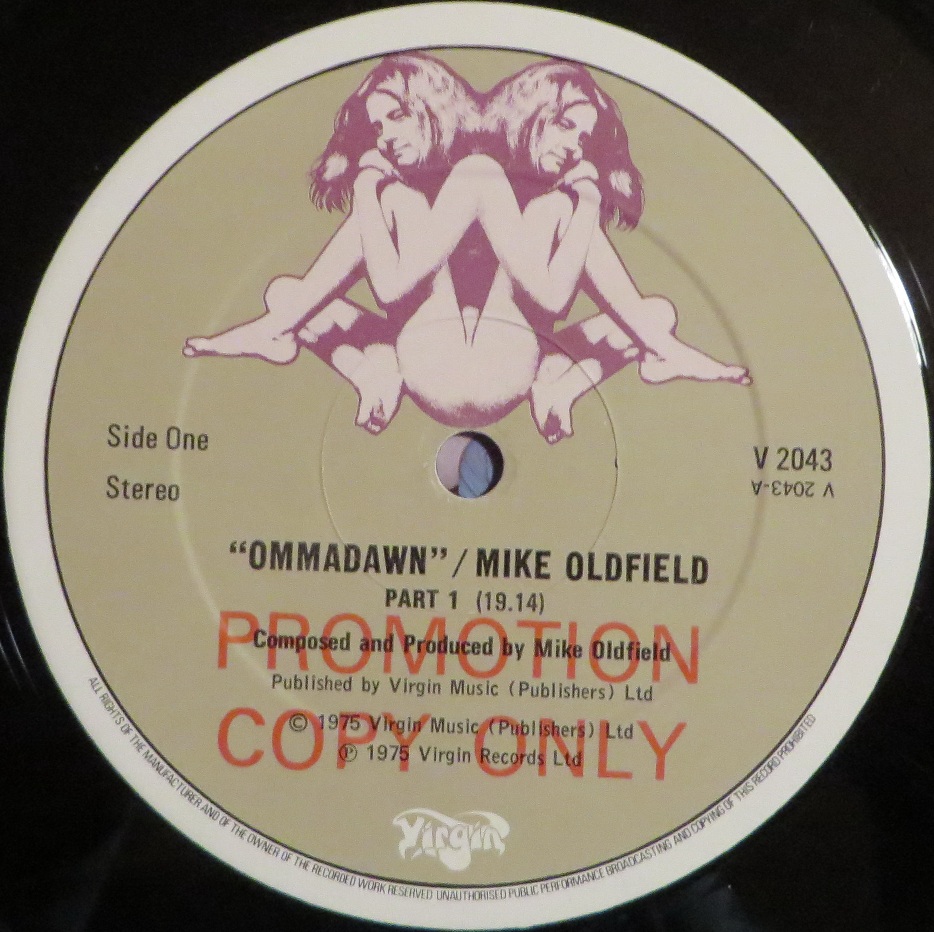 Side One
Stereo
V 2043
V 2043-A
“OMMADAWN” / MIKE OLDFIELD
PART 1 (19.14)
PROMOTION
Composed and Produced by Mike Oldfield
Published by Virgin Music (Publishers) Ltd
COPY ONLY
© 1975 Virgin Music (Publishers) Ltd
℗ 1975 Virgin Records Ltd
Virgin
ALL RIGHTS OF THE MANUFACTURER AND OF THE OWNER OF THE RECORDED WORK RESERVED UNAUTHORISED PUBLIC PERFORMANCE BROADCASTING AND COPYING OF THIS RECORD PROHIBITED